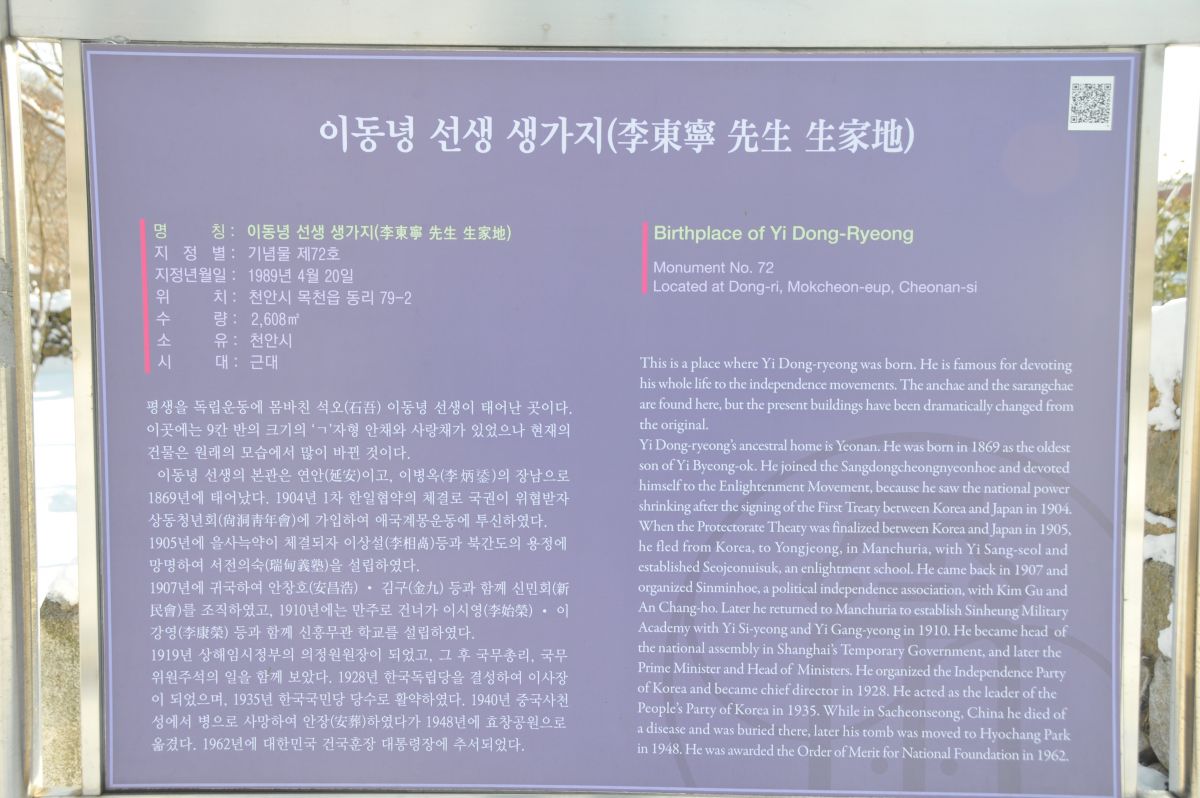 이동녕 선생 생가지(李東寧 先生 生家地)
명 칭 : 이동녕 선생 생가지(李東寧 先生 生家地)
지 정 별 : 기념물 제72호
지정년월일 : 1989년 4월 20일
위 치 : 천안시 목천읍 동리 79-2
수 량 : 2,608㎡
소 유 : 천안시
시 대 : 근대
평생을 독립운동에 몸바친 석오(石吾) 이동녕 선생이 태어난 곳이다.
이곳에는 9칸 반의 크기의 ‘ㄱ’자형 안채와 사랑채가 있었으나 현재의
건물은 원래의 모습에서 많이 바뀐 것이다.
이동녕 선생의 본관은 연안(延安)이고, 이병옥(李炳鋈)의 장남으로
1869년에 태어났다. 1904년 1차 한일협약의 체결로 국권이 위협받자
상동청년회(尙洞靑年會)에 가입하여 애국계몽운동에 투신하였다.
1905년에 을사늑약이 체결되자 이상설(李相卨)등과 북간도의 용정에
망명하여 서전의숙(瑞甸義塾)을 설립하였다.
1907년에 귀국하여 안창호(安昌浩) · 김구(金九) 등과 함께 신민회(新
民會)를 조직하였고, 1910년에는 만주로 건너가 이시영(李始榮) · 이
강영(李康榮) 등과 함께 신흥무관 학교를 설립하였다.
1919년 상해임시정부의 의정원원장이 되었고, 그 후 국무총리, 국무
위원주석의 일을 함께 보았다. 1928년 한국독립당을 결성하여 이사장
이 되었으며, 1935년 한국국민당 당수로 활약하였다. 1940년 중국사천
성에서 병으로 사망하여 안장(安葬)하였다가 1948년에 효창공원으로
옮겼다. 1962년에 대한민국 건국훈장 대통령장에 추서되었다.
Birthplace of Yi Dong-Ryeong
Monument No. 72
Located at Dong-ri, Mokcheon-eup, Cheonan-si
This is a place where Yi Dong-ryeong was born. He is famous for devoting
his whole life to the independence movements. The anchae and the sarangchae
are found here, but the present buildings have been dramatically changed from
the original.
Yi Dong-ryeong's ancestral home is Yeonan. He was born in 1869 as the oldest
son of Yi Byeong-ok. He joined the Sangdongcheongnyeonhoe and devoted
himself to the Enlightenment Movement, because he saw the national power
shrinking after the signing of the First Treaty between Korea and Japan in 1904.
When the Protectorate Theaty was finalized between Korea and Japan in 1905,
he fled from Korea, to Yongjeong, in Manchuria, with Yi Sang-seol and
established Seojeonuisuk, an enlightment school. He came back in 1907 and
organized Sinminhoe, a political independence association, with Kim Gu and
An Chang-ho. Later he returned to Manchuria to establish Sinheung Military
Academy with Yi Si-yeong and Yi Gang-yeong in 1910. He became head of
the national assembly in Shanghai's Temporary Government, and later the
Prime Minister and Head of Ministers. He organized the Independence Party
of Korea and became chief director in 1928. He acted as the leader of the
People's Party of Korea in 1935. While in Sacheonseong, China he died of
a disease and was buried there, later his tomb was moved to Hyochang Park
in 1948. He was awarded the Order of Merit for National Foundation in 1962.